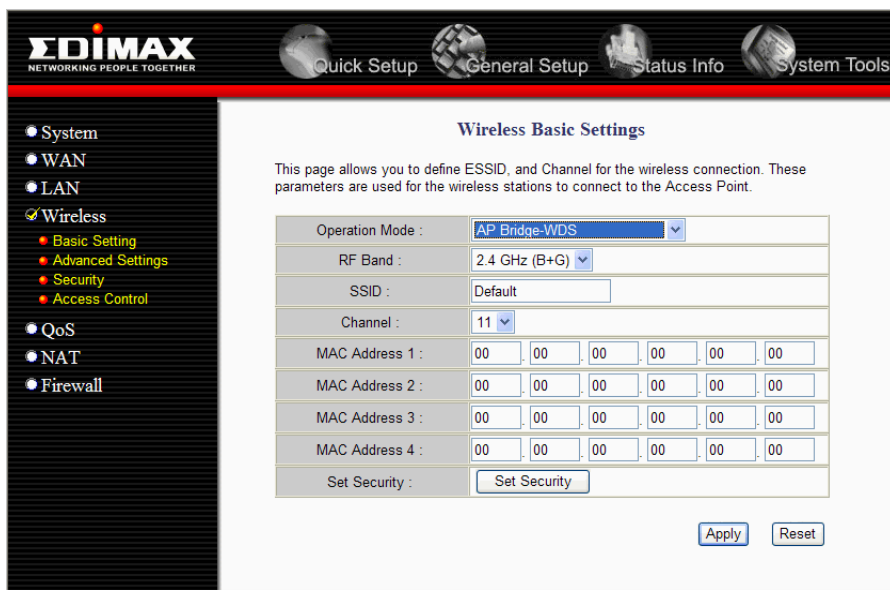 EDIMAX
NETWORKING PEOPLE TOGETHER
Quick Setup
General Setup
Status Info
System Tools
System
WAN
LAN
Wireless
Basic Setting
Advanced Settings
Security
Access Control
QoS
NAT
Firewall
Wireless Basic Settings
This page allows you to define ESSID, and Channel for the wireless connection. These
parameters are used for the wireless stations to connect to the Access Point.
Operation Mode : AP Bridge-WDS
RF Band : 2.4 GHz (B+G)
SSID : Default
Channel : 11
MAC Address 1 : 00 . 00 . 00 . 00 . 00 . 00
MAC Address 2 : 00 . 00 . 00 . 00 . 00 . 00
MAC Address 3 : 00 . 00 . 00 . 00 . 00 . 00
MAC Address 4 : 00 . 00 . 00 . 00 . 00 . 00
Set Security : Set Security
Apply Reset